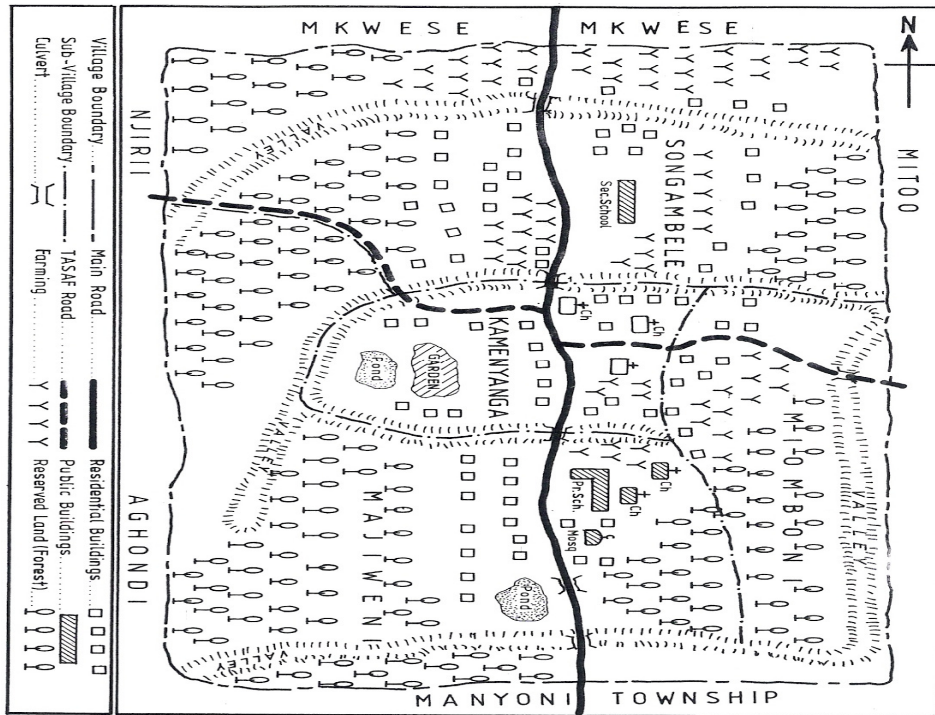 MKWESE MKWESE
N
MITOO
NJIRII
AGHONDI
MANYONI TOWNSHIP
SONGAMBELE
Sec.School
KAMENYANGA
GARDEN
Pond
MIOMBONI
MAJIWENI
Pr.Sch.
Mosq
Pond
Ch
Ch
Ch
Ch
VALLEY
VALLEY
VALLEY
VALLEY
Village Boundary
Sub-Village Boundary
Culvert
Main Road
TASAF Road
Farming
Residential Buildings
Public Buildings
Reserved Land (Forest)